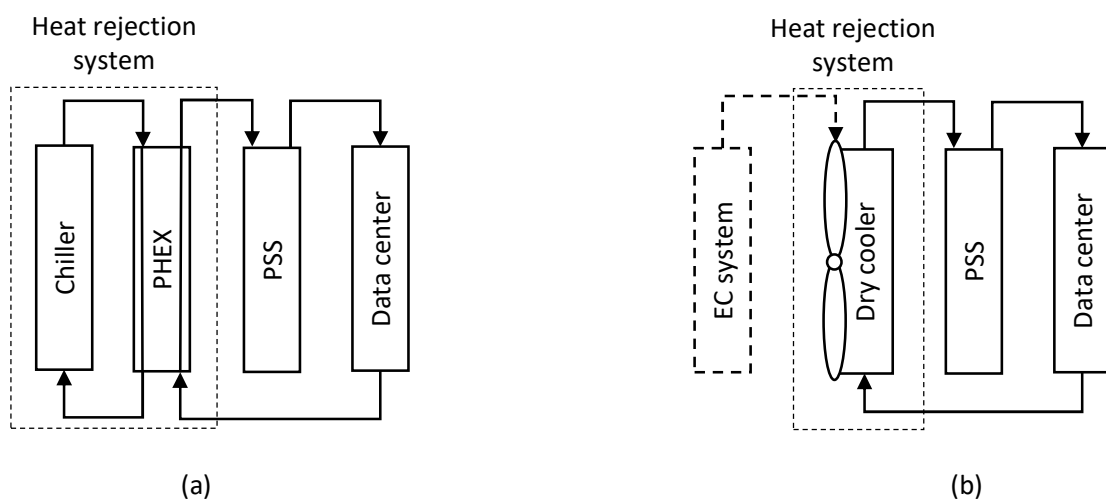 Heat rejection
system
Chiller
PHEX
PSS
Data center
(a)
Heat rejection
system
EC system
Dry cooler
PSS
Data center
(b)